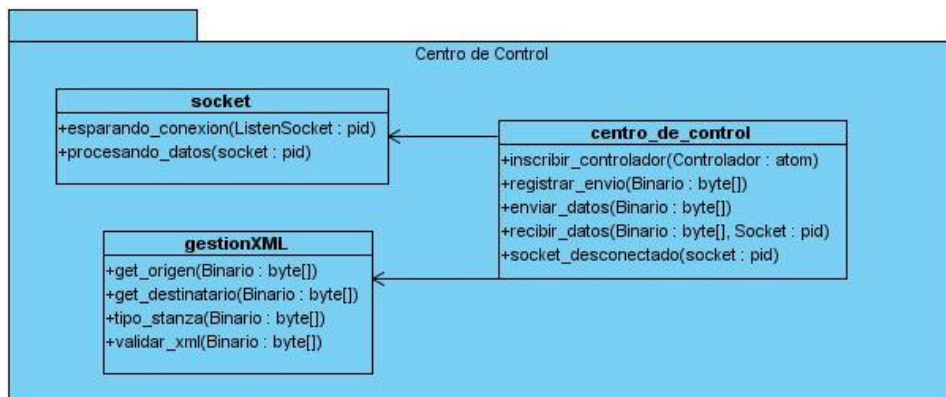 Centro de Control
socket
+esparando_conexion(ListenSocket : pid)
+procesando_datos(socket : pid)
centro_de_control
+inscribir_controlador(Controlador : atom)
+registrar_envio(Binario : byte[])
+enviar_datos(Binario : byte[])
+recibir_datos(Binario : byte[], Socket : pid)
+socket_desconectado(socket : pid)
gestionXML
+get_origen(Binario : byte[])
+get_destinatario(Binario : byte[])
+tipo_stanza(Binario : byte[])
+validar_xml(Binario : byte[])